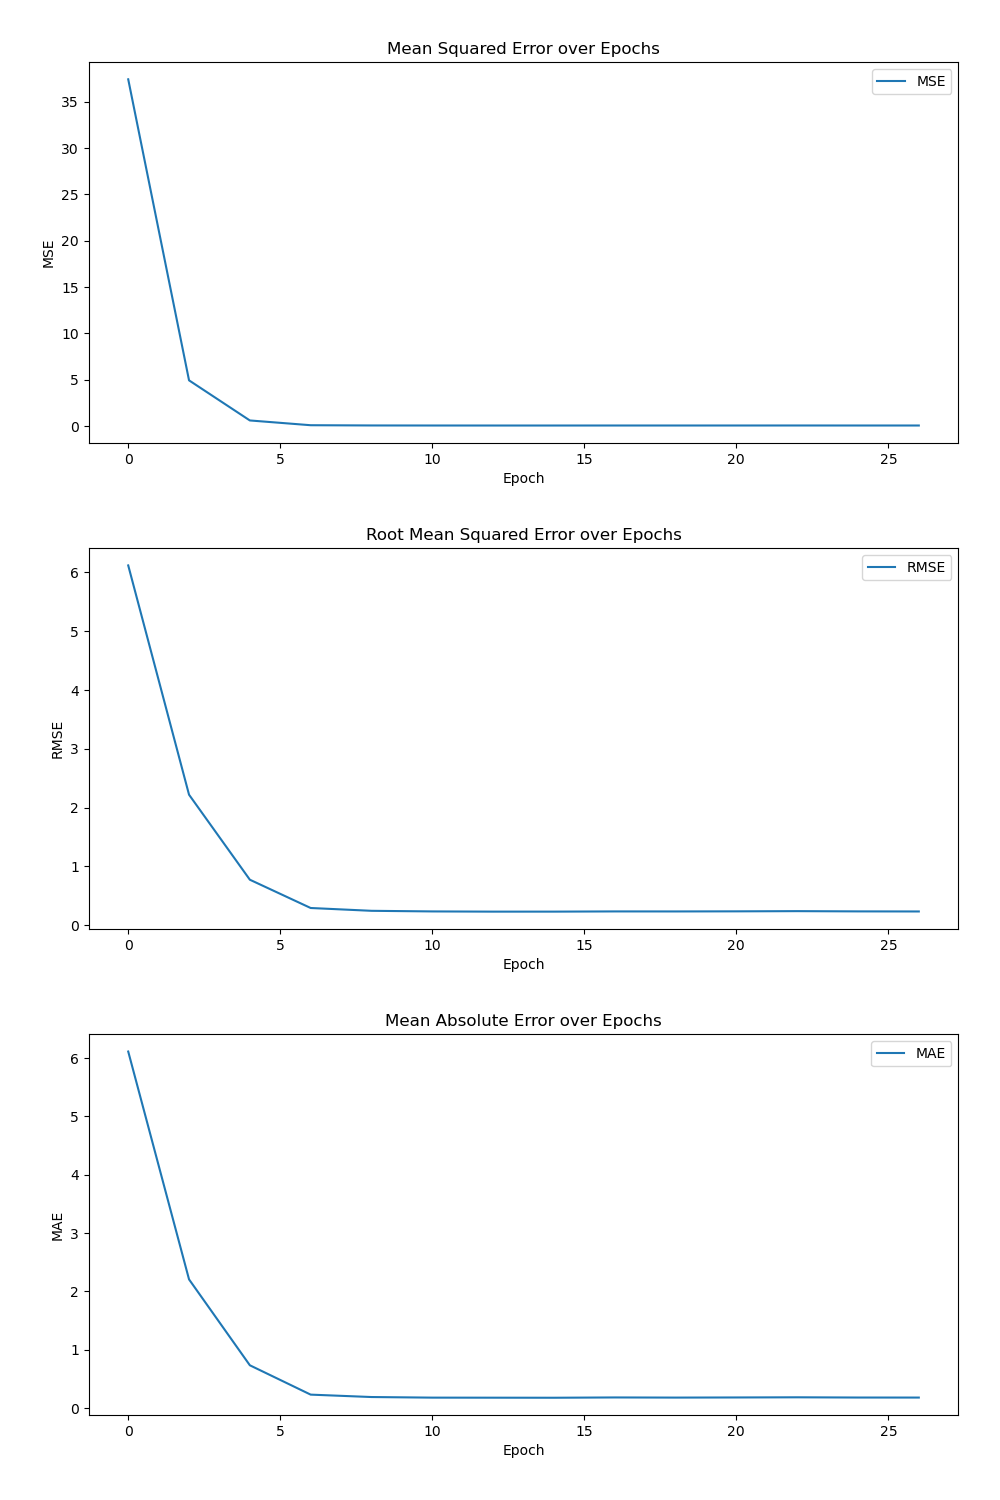 Mean Squared Error over Epochs
MSE
35
30
25
20
15
10
5
0
MSE
0 5 10 15 20 25
Epoch
Root Mean Squared Error over Epochs
RMSE
6
5
4
3
2
1
0
RMSE
0 5 10 15 20 25
Epoch
Mean Absolute Error over Epochs
MAE
6
5
4
3
2
1
0
MAE
0 5 10 15 20 25
Epoch